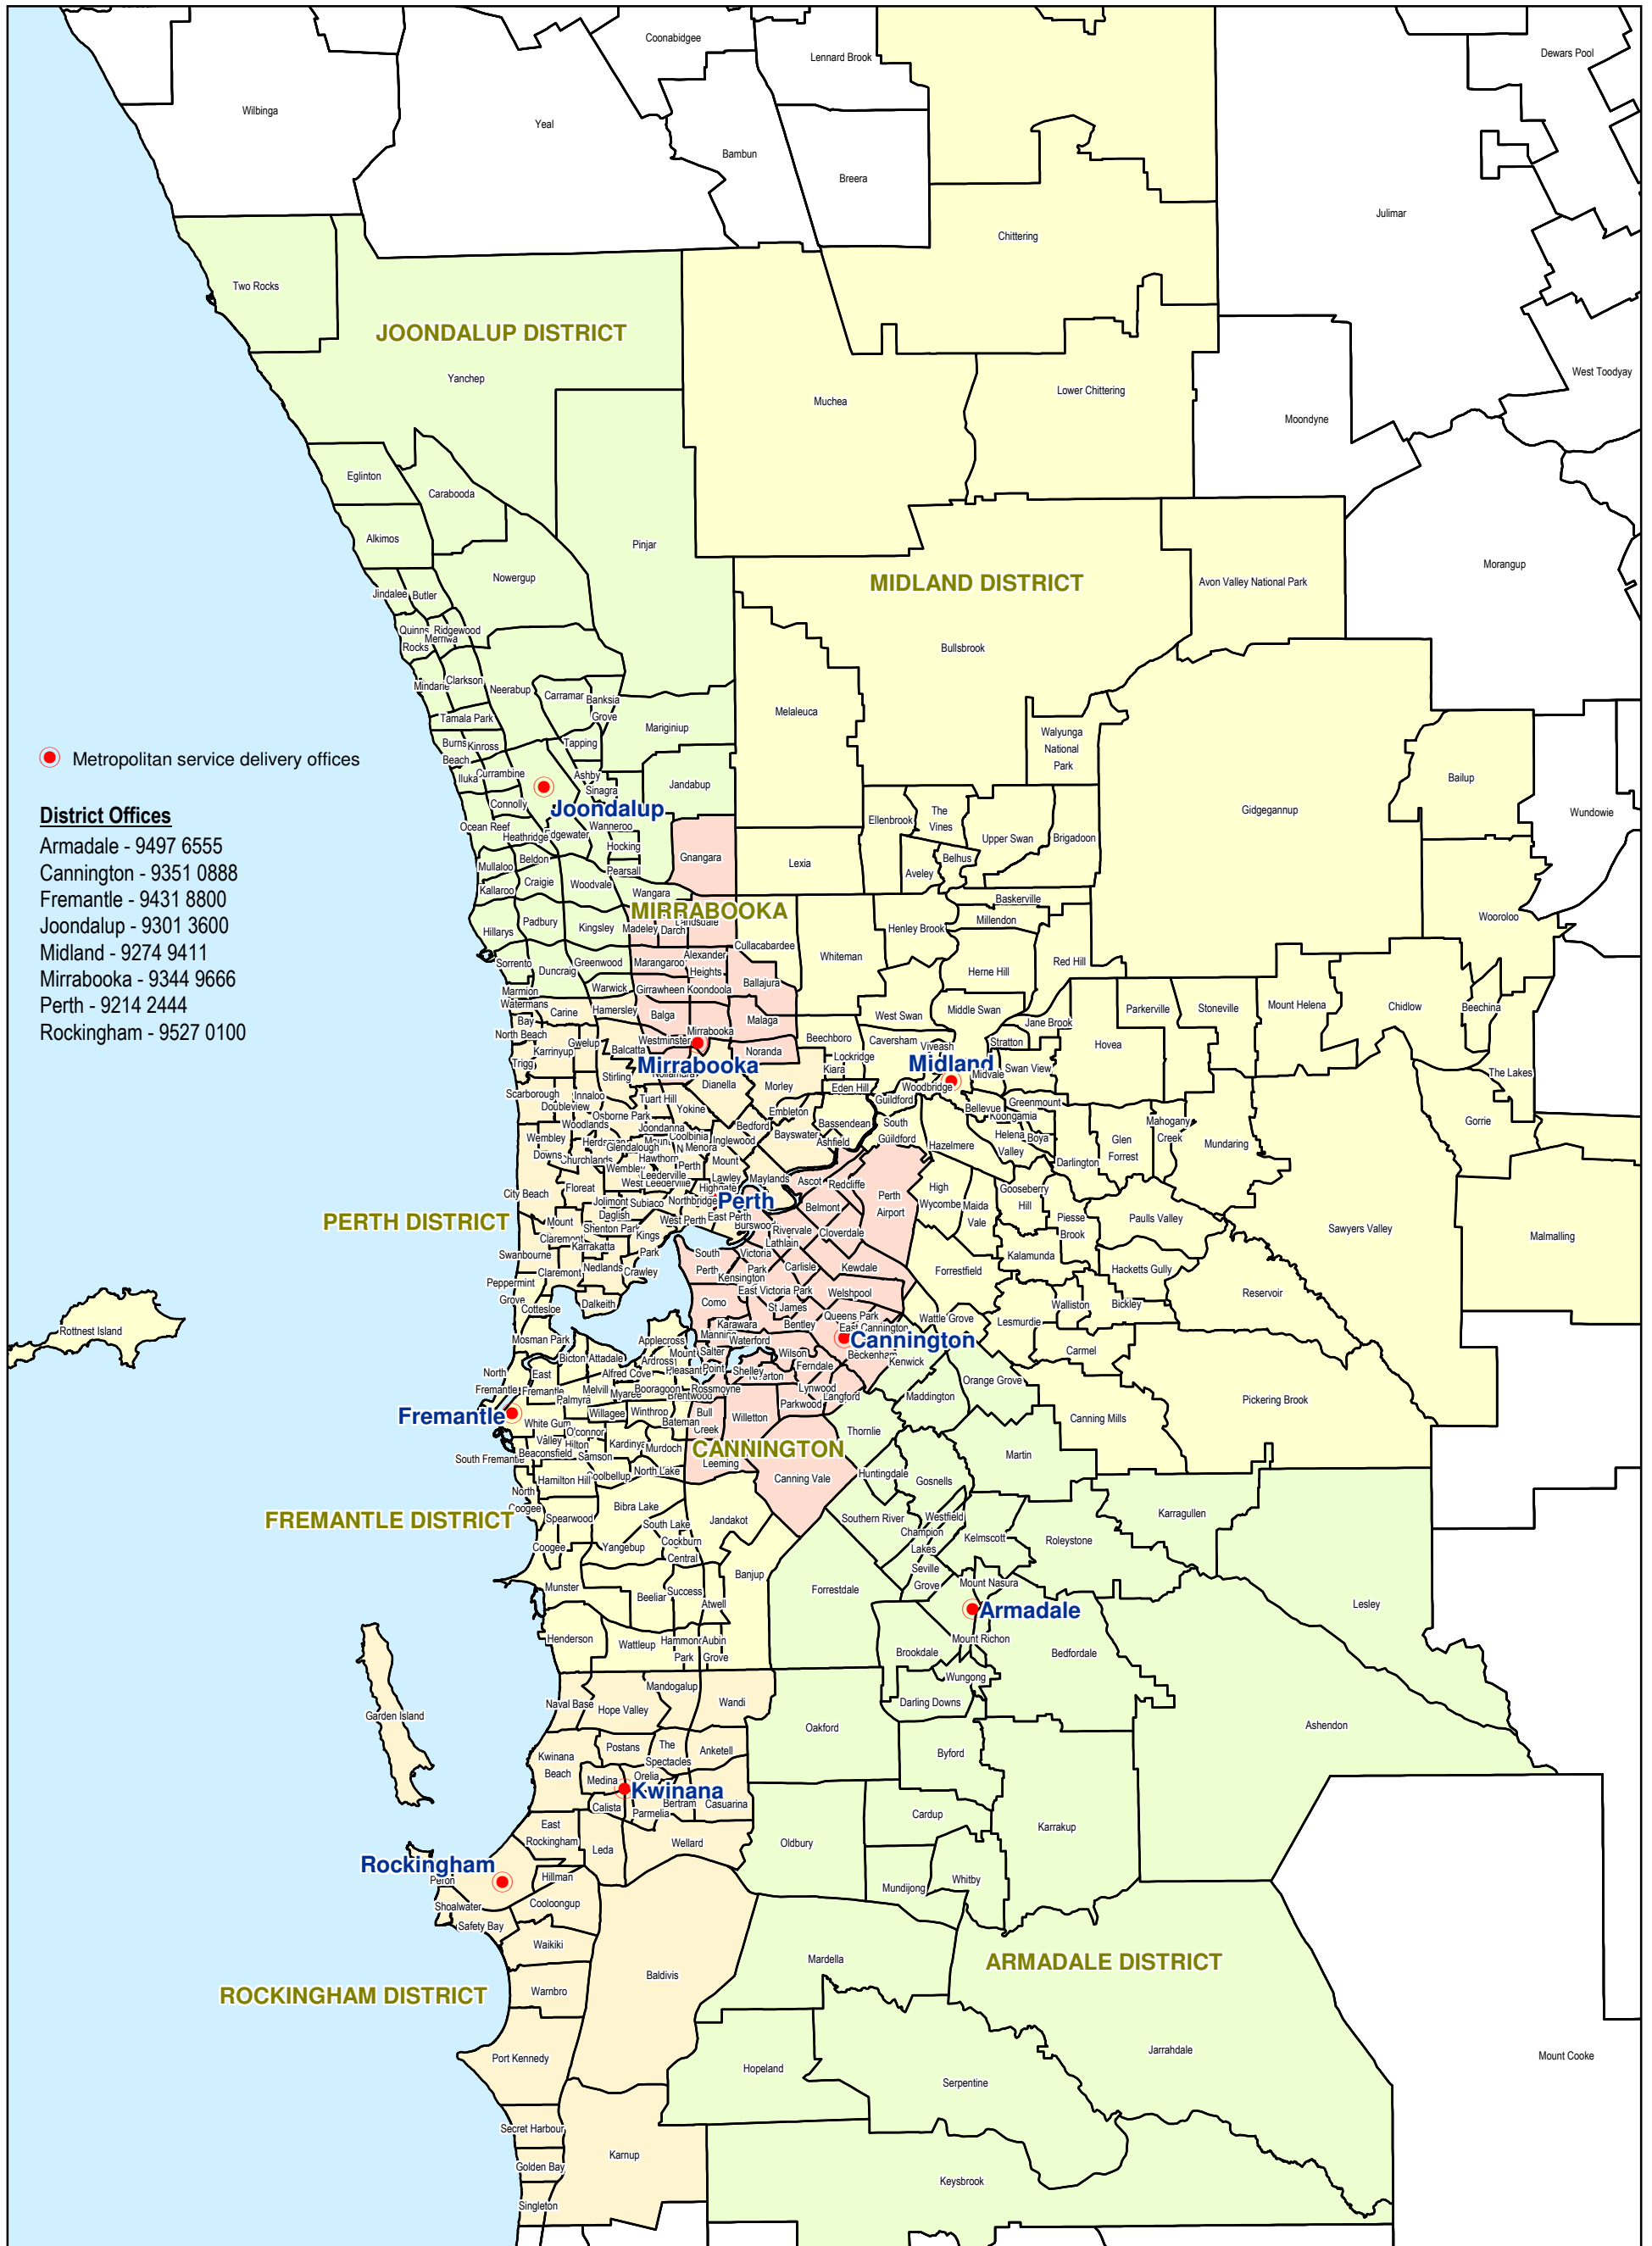 Coonabidgee
Lennard Brook
Dewars Pool
Wilbinga
Yeal
Bambun
Breera
Julimar
Chittering
Two Rocks
JOONDALUP DISTRICT
Yanchep
West Toodyay
Muchea
Lower Chittering
Moondyne
Eglinton
Carabooda
Alkimos
Pinjar
Morangup
Nowergup
MIDLAND DISTRICT
Avon Valley National Park
Jindalee
Butler
Quinns
Rocks
Ridgewood
Merriwa
Bullsbrook
Clarkson
Neerabup
Carramar
Banksia
Grove
Tamala Park
Mariginiup
Melaleuca
Walyunga
National
Park
Metropolitan service delivery offices
Burns
Beach
Kinross
Tapping
Iluka
Currambine
Ashby
Sinagra
Jandabup
Bailup
Connolly
Joondalup
District Offices
Armadale - 9497 6555
Cannington - 9351 0888
Fremantle - 9431 8800
Joondalup - 9301 3600
Midland - 9274 9411
Mirrabooka - 9344 9666
Perth - 9214 2444
Rockingham - 9527 0100
Ellenbrook
The
Vines
Upper Swan
Brigadoon
Gidgegannup
Wundowie
Ocean Reef
Heathridge
Edgewater
Wanneroo
Hocking
Pearsall
Gnangara
Lexia
Aveley
Belhus
Mullaloo
Beldon
Kallaroo
Craigie
Woodvale
Wangara
MIRRABOOKA
Landsdale
Baskerville
Millendon
Wooroloo
Hillarys
Padbury
Kingsley
Madeley
Darch
Cullacabardee
Henley Brook
Whiteman
Alexander
Heights
Sorrento
Duncraig
Greenwood
Marangaroo
Ballajura
Herne Hill
Red Hill
Marmion
Warwick
Girrawheen
Koondoola
Watermans
Bay
Carine
Hamersley
Balga
Malaga
West Swan
Middle Swan
Parkerville
Stoneville
Mount Helena
Chidlow
Beechina
North Beach
Karrinyup
Gwelup
Balcatta
Westminster
Mirrabooka
Mirrabooka
Noranda
Beechboro
Caversham
Viveash
Jane Brook
Stratton
Hovea
Trigg
Stirling
Dianella
Morley
Lockridge
Kiara
Midland
Midvale
Swan View
The Lakes
Scarborough
Doubleview
Innaloo
Tuart Hill
Yokine
Eden Hill
Woodbridge
Guildford
Bellevue
Koongamia
Greenmount
Gorrie
Woodlands
Osborne Park
Joondanna
Coolbinia
Bedford
Embleton
Bayswater
Bassendean
Ashfield
South
Guildford
Hazelmere
Helena
Valley
Boya
Darlington
Glen
Forrest
Mahogany
Creek
Mundaring
Wembley
Downs
Churchlands
Glendalough
Menora
Inglewood
Wembley
Hawthorn
Leederville
West Leederville
Perth
Mount
Lawley
Highgate
Maylands
City Beach
Floreat
Jolimont
Subiaco
Northbridge
Perth
Ascot
Redcliffe
Belmont
Perth
Airport
High
Wycombe
Maida
Vale
Gooseberry
Hill
Piesse
Brook
Paulls Valley
Sawyers Valley
Malmalling
PERTH DISTRICT
Mount
Claremont
Daglish
Shenton Park
West Perth
East Perth
Burswood
Rivervale
Lathlain
Cloverdale
Swanbourne
Karrakatta
Kings
Park
Claremont
Nedlands
Crawley
South
Perth
Victoria
Park
Carlisle
Kewdale
Forrestfield
Kalamunda
Hacketts Gully
Peppermint
Grove
Cottesloe
Dalkeith
Kensington
East Victoria Park
Welshpool
Como
St James
Walliston
Bickley
Reservoir
Rottnest Island
Mosman Park
Applecross
Karawara
Manning
Waterford
Bentley
Queens Park
East Cannington
Cannington
Wattle Grove
Lesmurdie
Carmel
Bicton
Attadale
Ardross
Mount
Pleasant
Salter
Point
Wilson
Beckenham
Kenwick
North
Fremantle
East
Fremantle
Alfred Cove
Shelley
Ferndale
Lynwood
Langford
Maddington
Orange Grove
Pickering Brook
Palmyra
Myaree
Booragoon
Brentwood
Rossmoyne
Parkwood
Fremantle
White Gum
Valley
Willagee
Winthrop
Bateman
Bull
Creek
Willetton
Thornlie
Canning Mills
O'connor
Hilton
Murdoch
CANNINGTON
South Fremantle
Beaconsfield
Samson
Leeming
Canning Vale
Huntingdale
Gosnells
Martin
Hamilton Hill
Coolbellup
North Lake
North
Coogee
Spearwood
Bibra Lake
FREMANTLE DISTRICT
South Lake
Jandakot
Southern River
Westfield
Champion
Lakes
Kelmscott
Roleystone
Karragullen
Coogee
Yangebup
Cockburn
Central
Banjup
Seville
Grove
Mount Nasura
Munster
Beeliar
Success
Atwell
Forrestdale
Armadale
Lesley
Henderson
Wattleup
Hammond
Park
Aubin
Grove
Brookdale
Mount Richon
Bedfordale
Wungong
Mandogalup
Naval Base
Hope Valley
Wandi
Darling Downs
Garden Island
Oakford
Ashendon
Kwinana
Beach
Postans
The
Spectacles
Anketell
Byford
Medina
Orelia
Kwinana
Calista
Parmelia
Bertram
Casuarina
Cardup
Karrakup
East
Rockingham
Leda
Wellard
Oldbury
Rockingham
Peron
Hillman
Mundijong
Whitby
Shoalwater
Cooloongup
Safety Bay
Waikiki
Mardella
ARMADALE DISTRICT
Baldivis
ROCKINGHAM DISTRICT
Warnbro
Port Kennedy
Hopeland
Serpentine
Jarrahdale
Mount Cooke
Secret Harbour
Karnup
Golden Bay
Keysbrook
Singleton